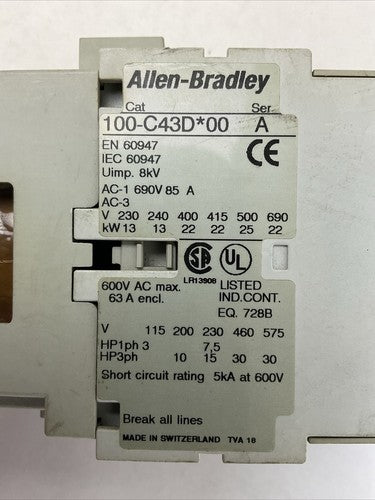 Allen-Bradley
Cat Ser
100-C43D*00 A
EN 60947
IEC 60947
Uimp. 8kV
CE
AC-1 690V 85 A
AC-3
V 230 240 400 415 500 690
kW 13 13 22 22 25 22
600V AC max.
63 A encl.
SA
LR13908
UL
LISTED
IND.CONT.
EQ. 728B
V 115 200 230 460 575
HP1ph 3 7,5
HP3ph 10 15 30 30
Short circuit rating 5kA at 600V
Break all lines
MADE IN SWITZERLAND TVA 18